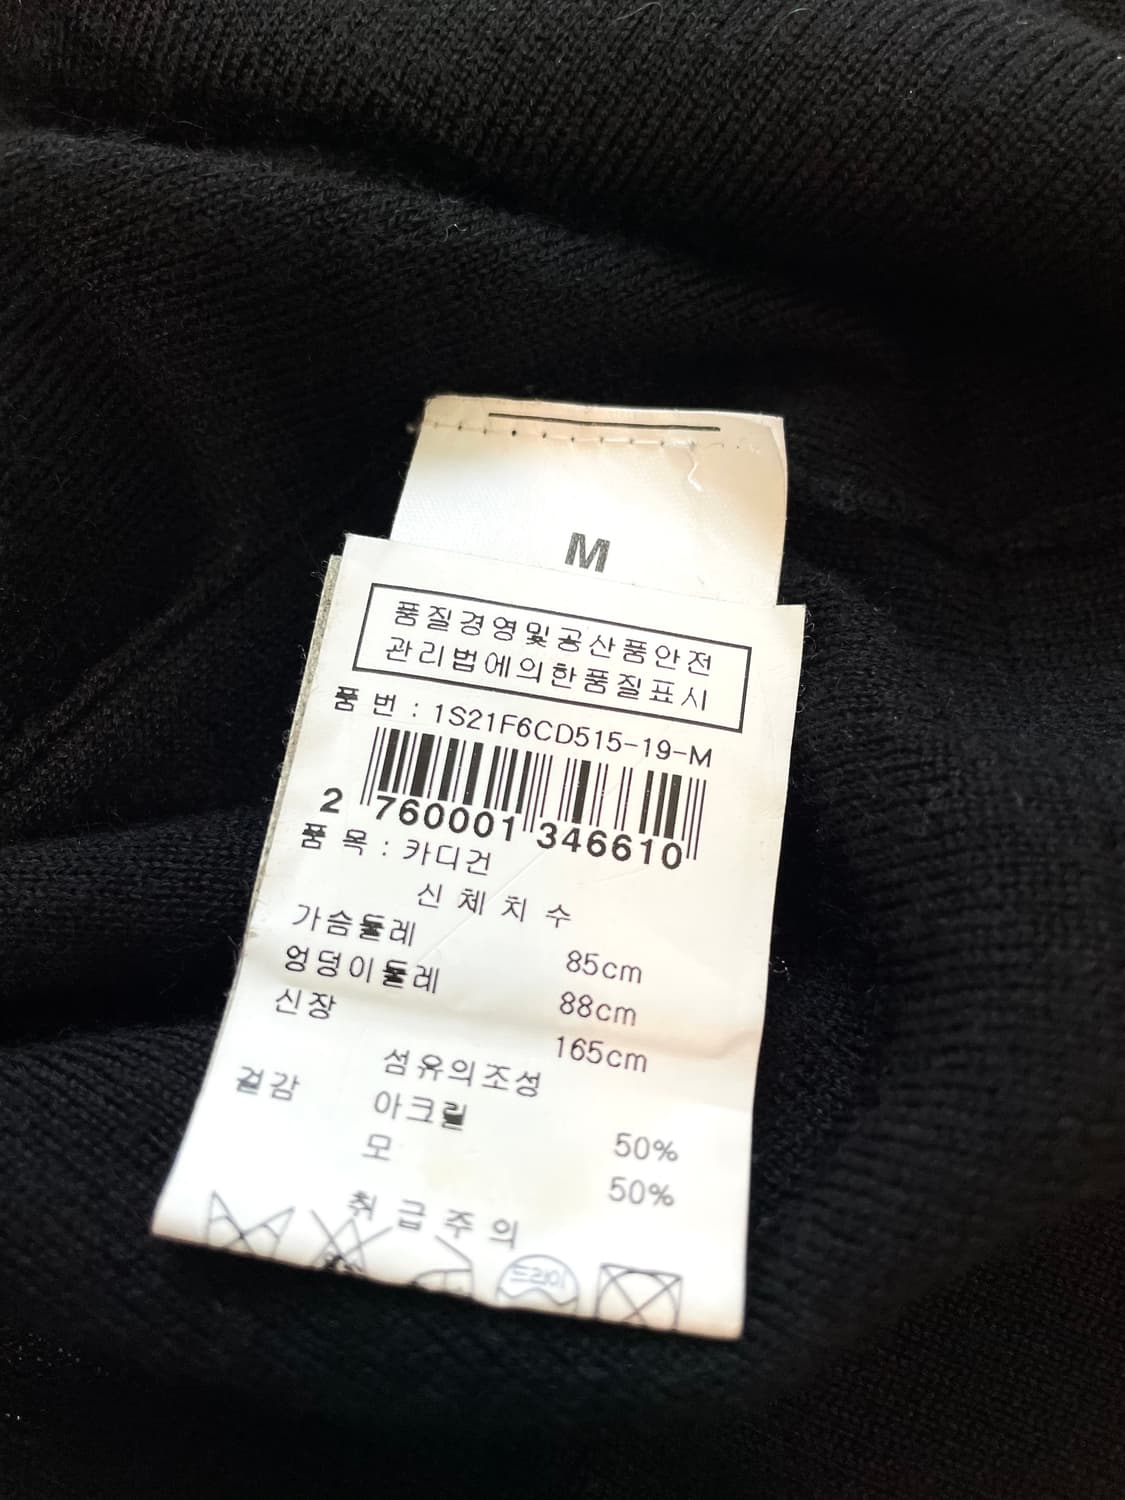 M
품질경영및공산품안전
관리법에의한품질표시
품 번 : 1S21F6CD515-19-M
2 760001 346610
품 목 : 카디건
신 체 치 수
가슴둘레 85cm
엉덩이둘레 88cm
신장 165cm
섬유의조성
겉감 아크릴 50%
모 50%
취 급 주 의
드라이